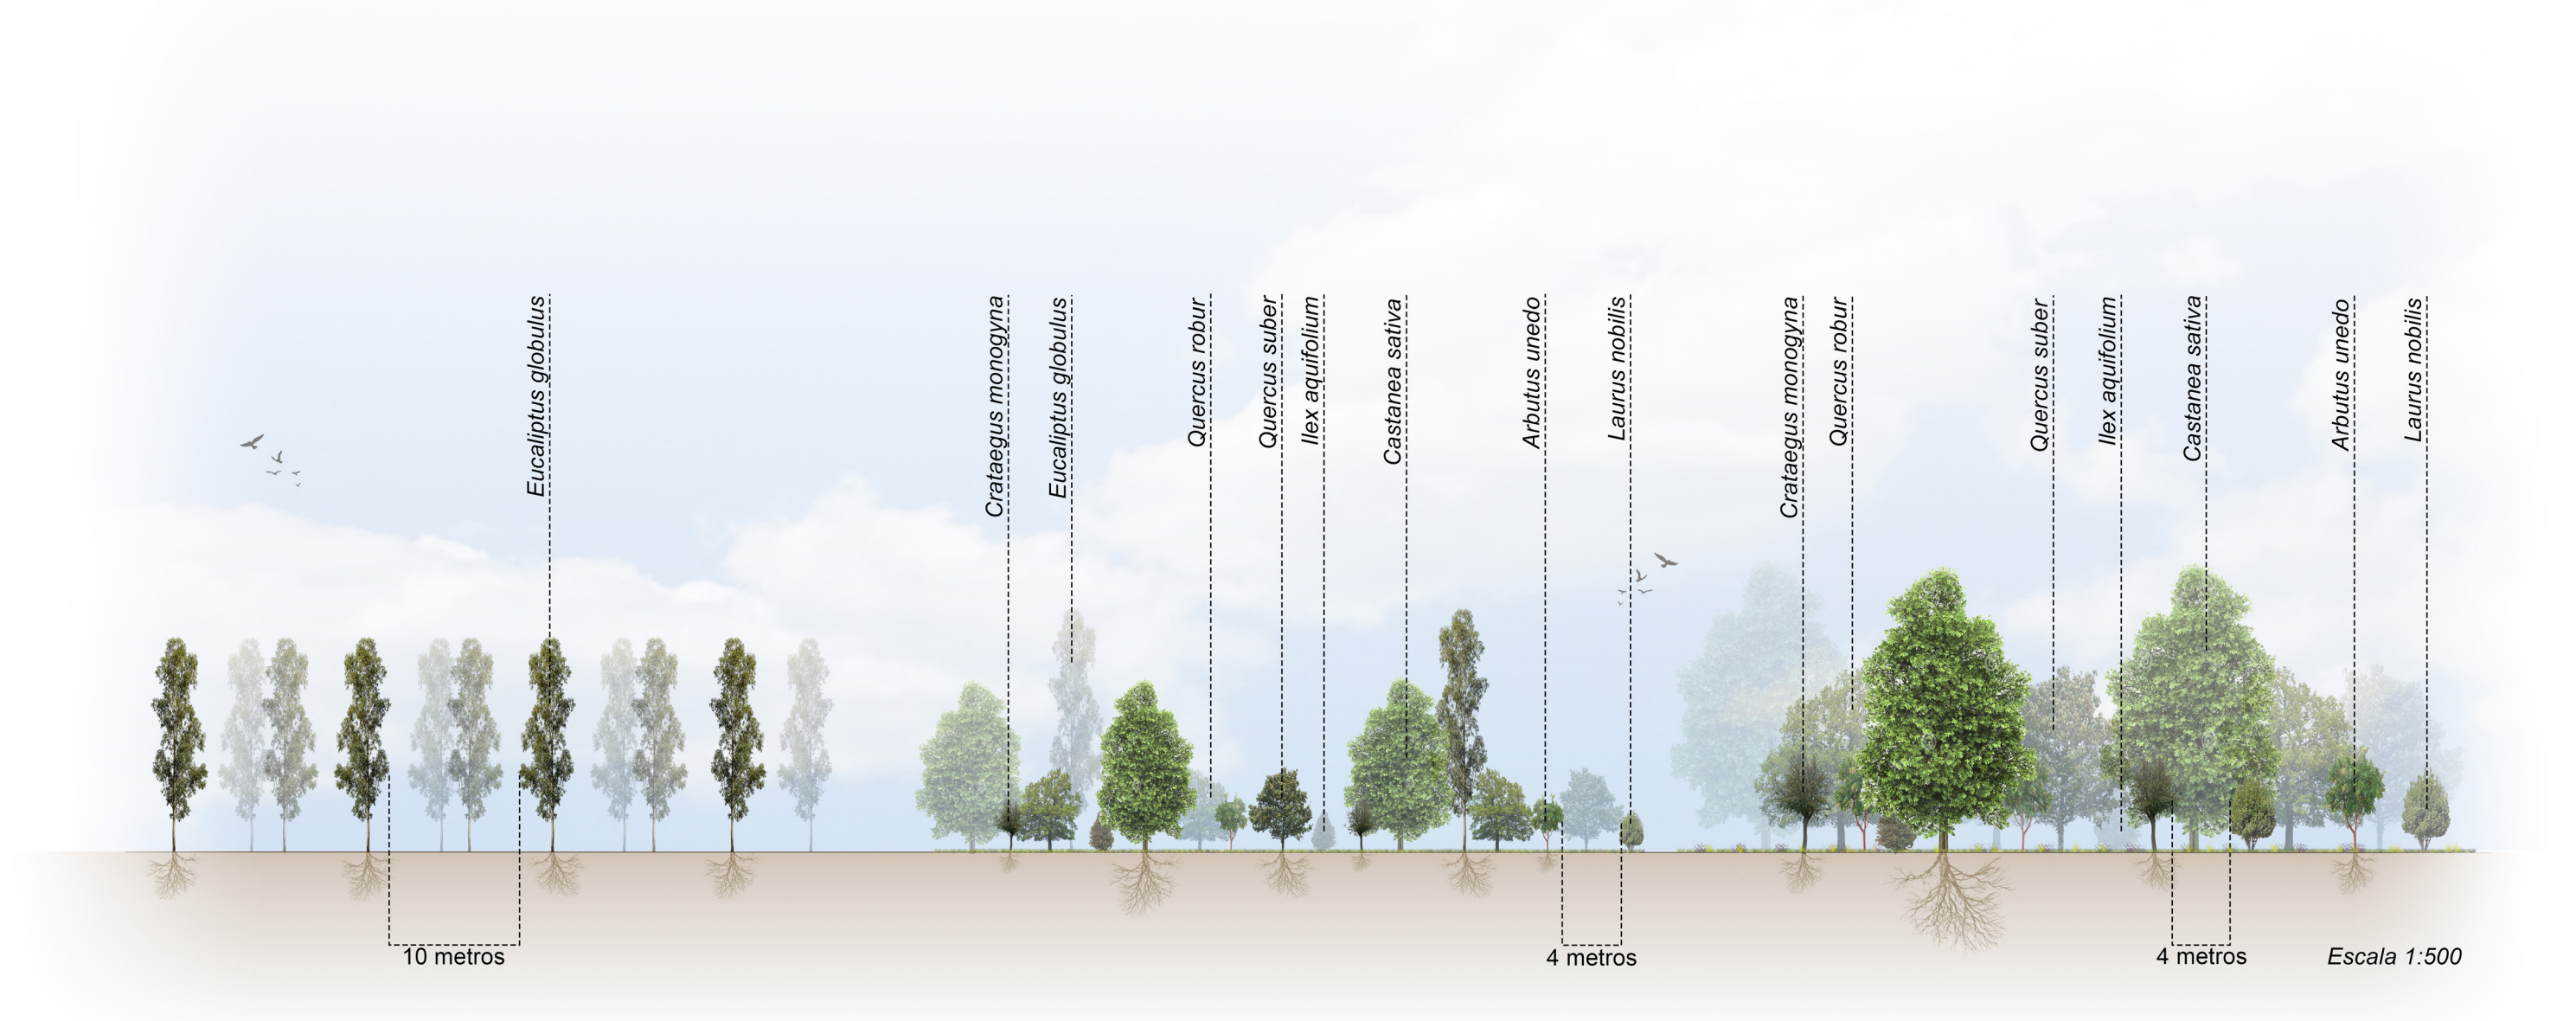 Eucaliptus globulus
Crataegus monogyna
Eucaliptus globulus
Quercus robur
Quercus suber
Ilex aquifolium
Castanea sativa
Arbutus unedo
Laurus nobilis
Crataegus monogyna
Quercus robur
Quercus suber
Ilex aquifolium
Castanea sativa
Arbutus unedo
Laurus nobilis
10 metros
4 metros
4 metros
Escala 1:500